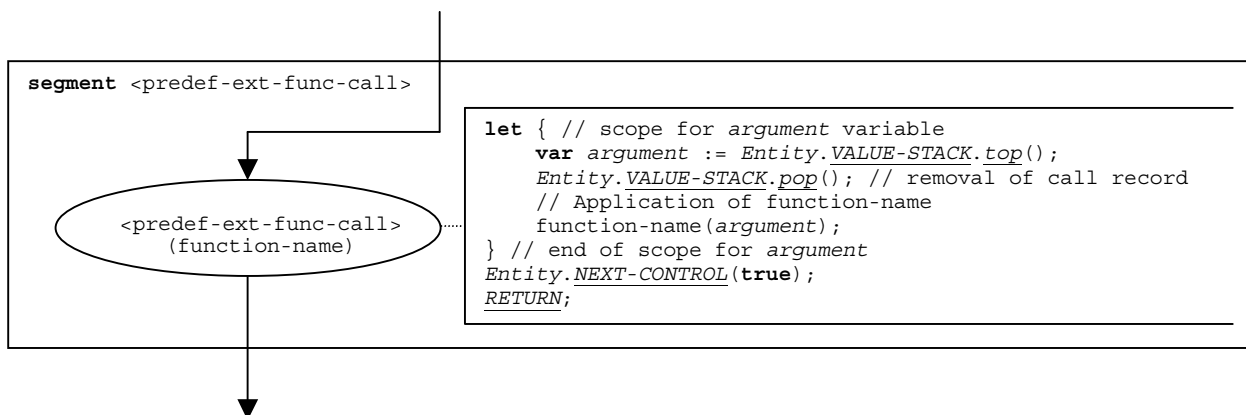 segment <predef-ext-func-call>
let { // scope for argument variable
var argument := Entity.VALUE-STACK.top();
Entity.VALUE-STACK.pop(); // removal of call record
// Application of function-name
function-name(argument);
} // end of scope for argument
Entity.NEXT-CONTROL(true);
RETURN;
<predef-ext-func-call>
(function-name)